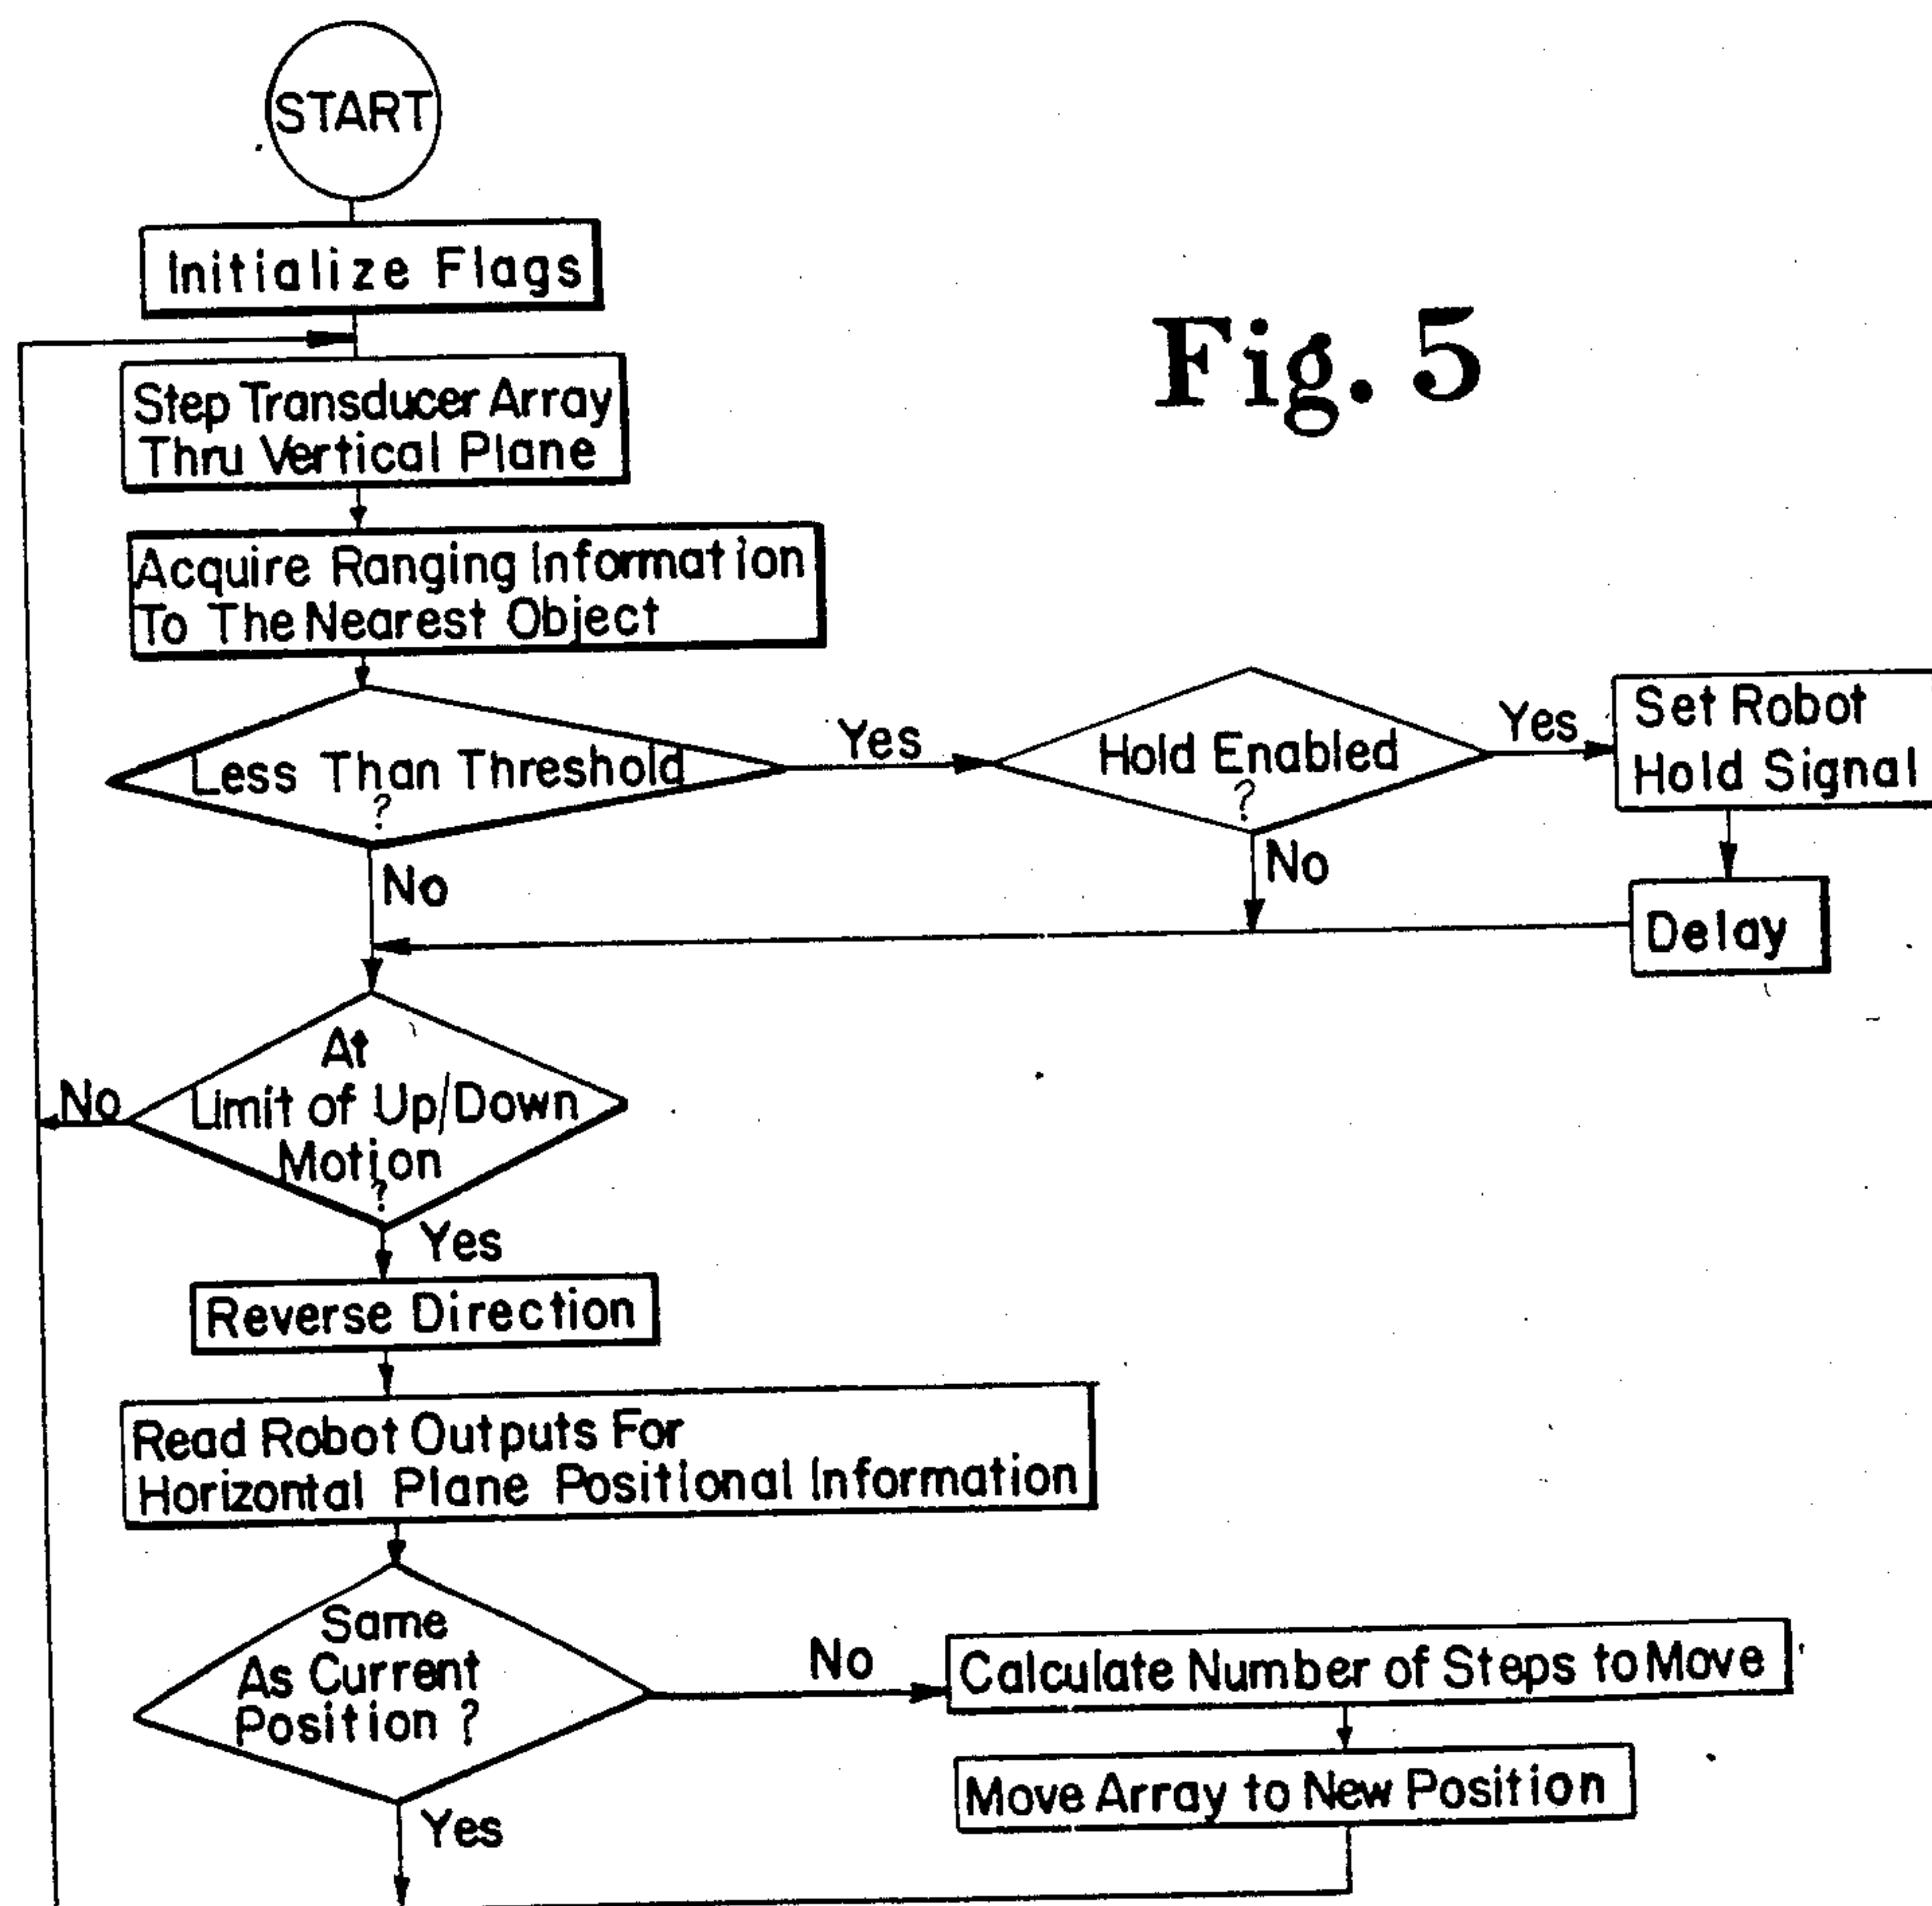 START
Initialize Flags
Fig. 5
Step Transducer Array
Thru Vertical Plane
Acquire Ranging Information
To The Nearest Object
Less Than Threshold
?
Yes
Hold Enabled
?
Yes
Set Robot
Hold Signal
No
No
Delay
At
Limit of Up/Down
Motion
?
No
Yes
Reverse Direction
Read Robot Outputs For
Horizontal Plane Positional Information
Same
As Current
Position ?
No
Calculate Number of Steps to Move
Move Array to New Position
Yes